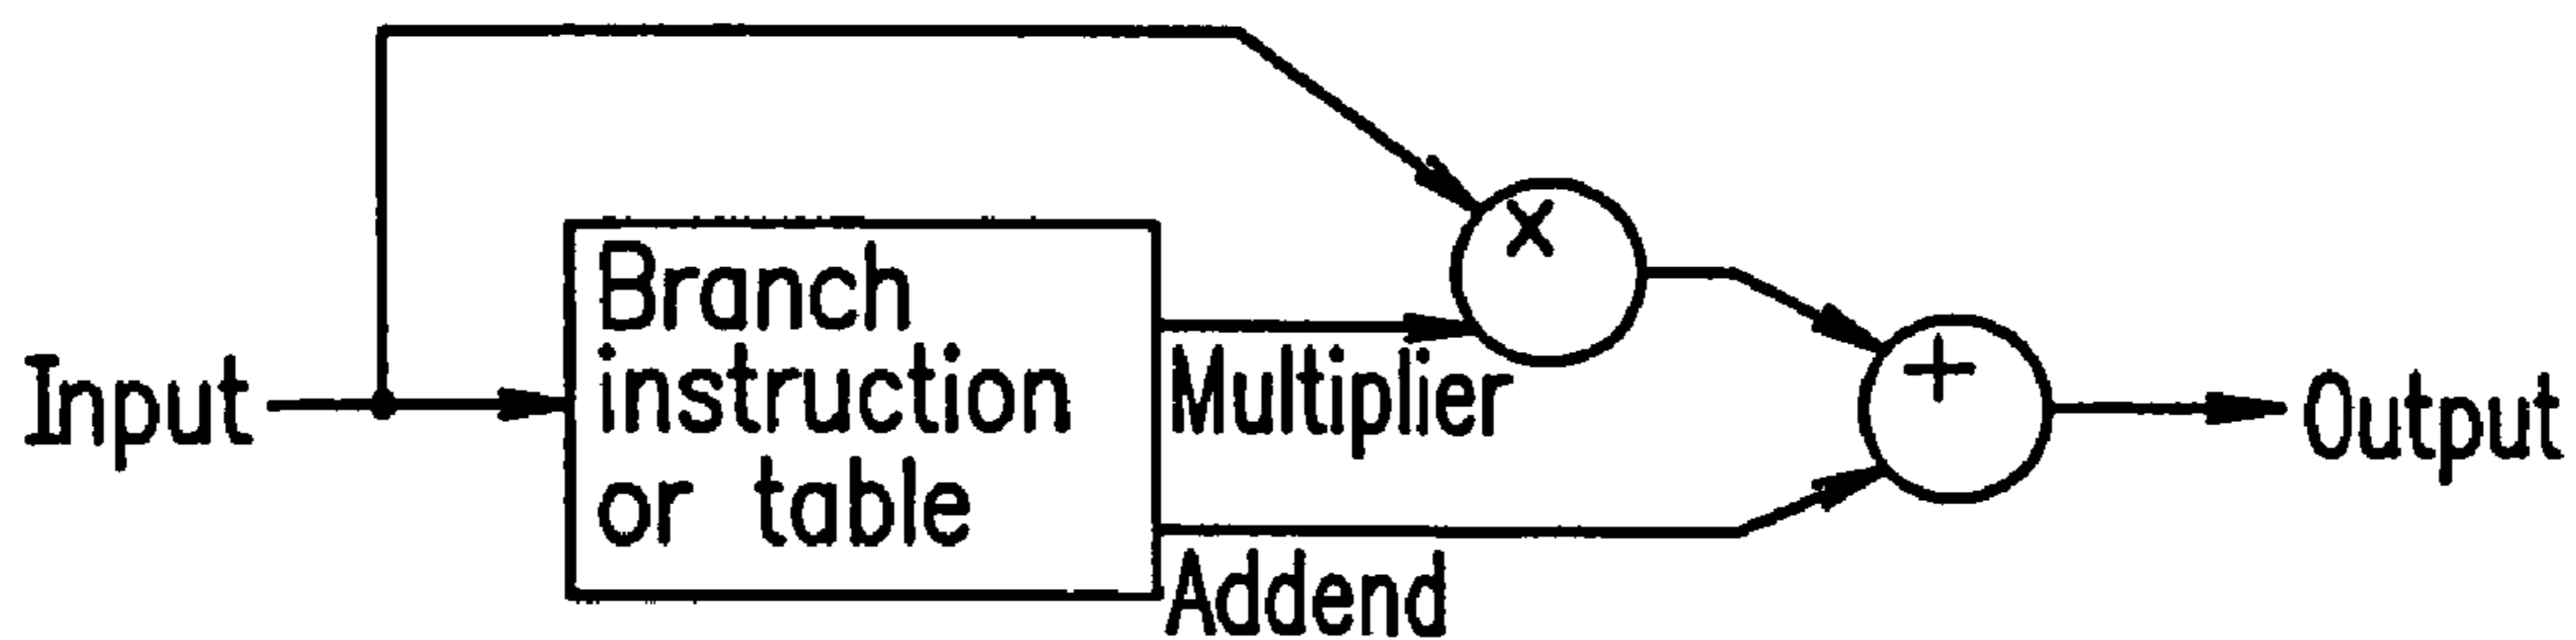 Input
Branch
instruction
or table
Multiplier
Addend
×
+
Output